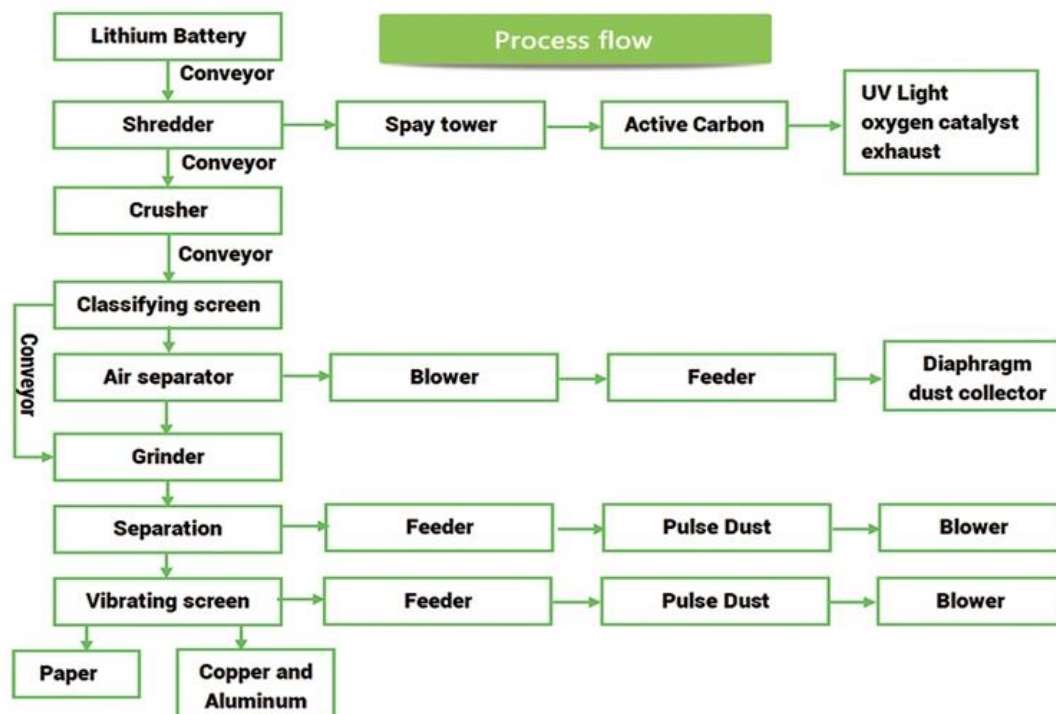 Lithium Battery
Process flow
Conveyor
UV Light
oxygen catalyst
exhaust
Shredder
Spay tower
Active Carbon
Conveyor
Crusher
Conveyor
Classifying screen
Conveyor
Air separator
Blower
Feeder
Diaphragm
dust collector
Grinder
Separation
Feeder
Pulse Dust
Blower
Vibrating screen
Feeder
Pulse Dust
Blower
Paper
Copper and
Aluminum